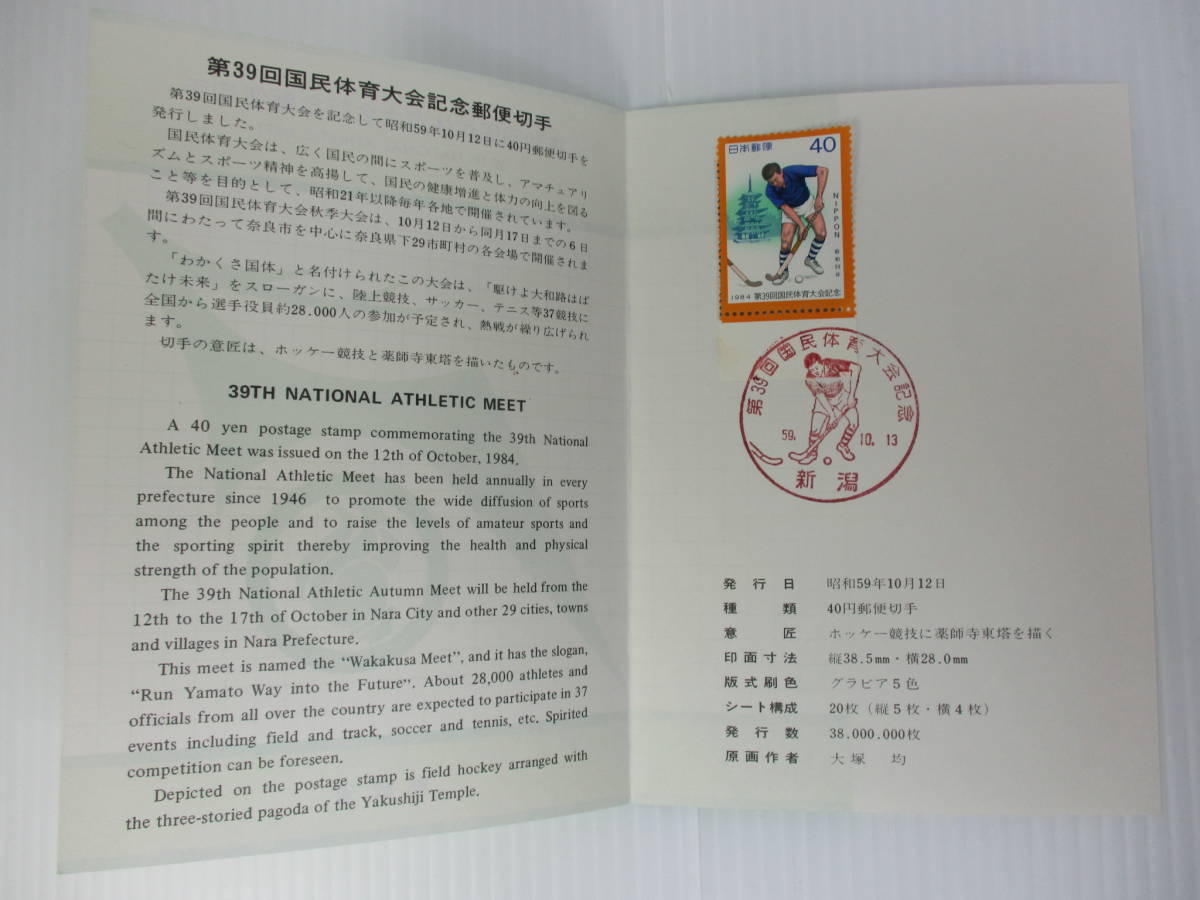 第39回国民体育大会記念郵便切手
第39回国民体育大会を記念して昭和59年10月12日に40円郵便切手を
発行しました。
国民体育大会は、広く国民の間にスポーツを普及し、アマチュアリ
ズムとスポーツ精神を高揚して、国民の健康増進と体力の向上を図る
こと等を目的として、昭和21年以降毎年各地で開催されています。
第39回国民体育大会秋季大会は、10月12日から同月17日までの6日
間にわたって奈良市を中心に奈良県下29市町村の各会場で開催されま
す。
「わかくさ国体」と名付けられたこの大会は、「駆けよ大和路はば
たけ未来」をスローガンに、陸上競技、サッカー、テニス等37競技に
全国から選手役員約28.000人の参加が予定され、熱戦が繰り広げられ
ます。
切手の意匠は、ホッケー競技と薬師寺東塔を描いたものです。
39TH NATIONAL ATHLETIC MEET
A 40 yen postage stamp commemorating the 39th National
Athletic Meet was issued on the 12th of October, 1984.
The National Athletic Meet has been held annually in every
prefecture since 1946 to promote the wide diffusion of sports
among the people and to raise the levels of amateur sports and
the sporting spirit thereby improving the health and physical
strength of the population.
The 39th National Athletic Autumn Meet will be held from the
12th to the 17th of October in Nara City and other 29 cities, towns
and villages in Nara Prefecture.
This meet is named the "Wakakusa Meet", and it has the slogan,
"Run Yamato Way into the Future". About 28,000 athletes and
officials from all over the country are expected to participate in 37
events including field and track, soccer and tennis, etc. Spirited
competition can be foreseen.
Depicted on the postage stamp is field hockey arranged with
the three-storied pagoda of the Yakushiji Temple.
日本郵便 40
NIPPON
1984 第39回国民体育大会記念
第39回国民体育大会記念
59. 10. 13
新潟
発行日 昭和59年10月12日
種類 40円郵便切手
意匠 ホッケー競技に薬師寺東塔を描く
印面寸法 縦38.5mm・横28.0mm
版式刷色 グラビア5色
シート構成 20枚(縦5枚・横4枚)
発行数 38.000.000枚
原画作者 大塚 均